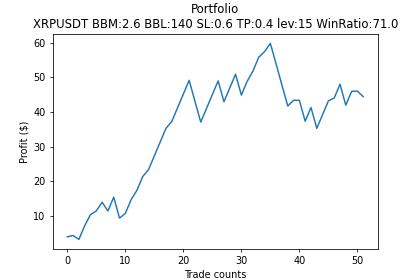 Portfolio
XRPUSDT BBM:2.6 BBL:140 SL:0.6 TP:0.4 lev:15 WinRatio:71.0
60
50
40
30
20
10
Profit ($)
0 10 20 30 40 50
Trade counts